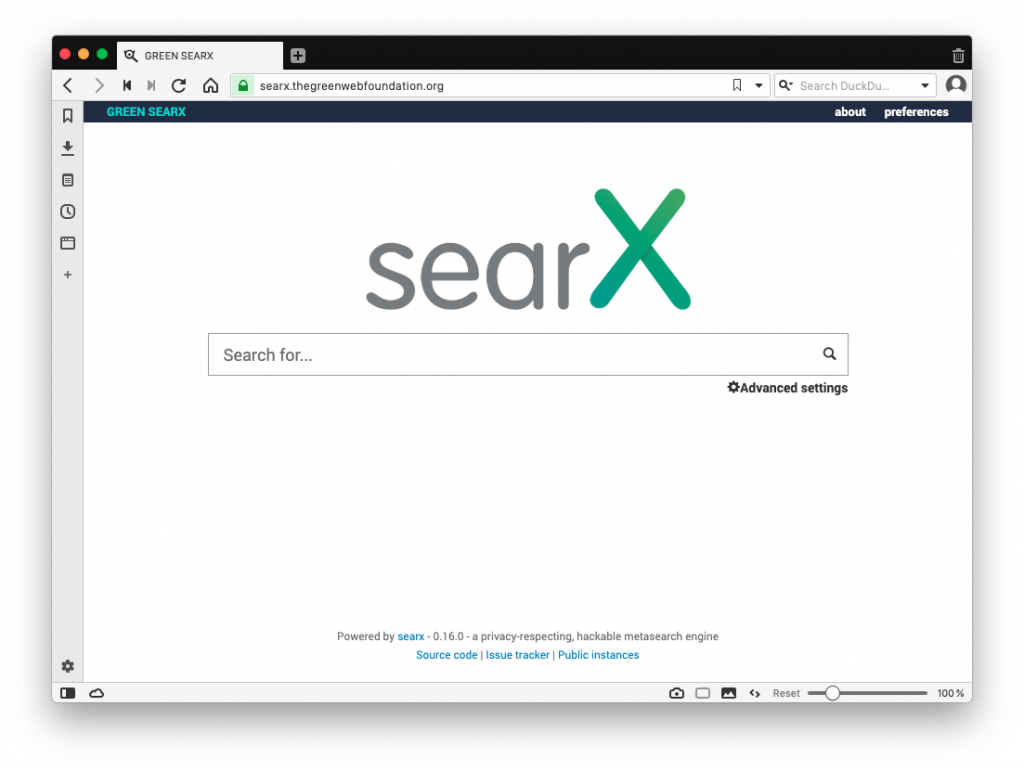 GREEN SEARX
searx.thegreenwebfoundation.org
Search DuckDu...
GREEN SEARX
about
preferences
searX
Search for...
Advanced settings
Powered by searx - 0.16.0 - a privacy-respecting, hackable metasearch engine
Source code | Issue tracker | Public instances
Reset
100 %